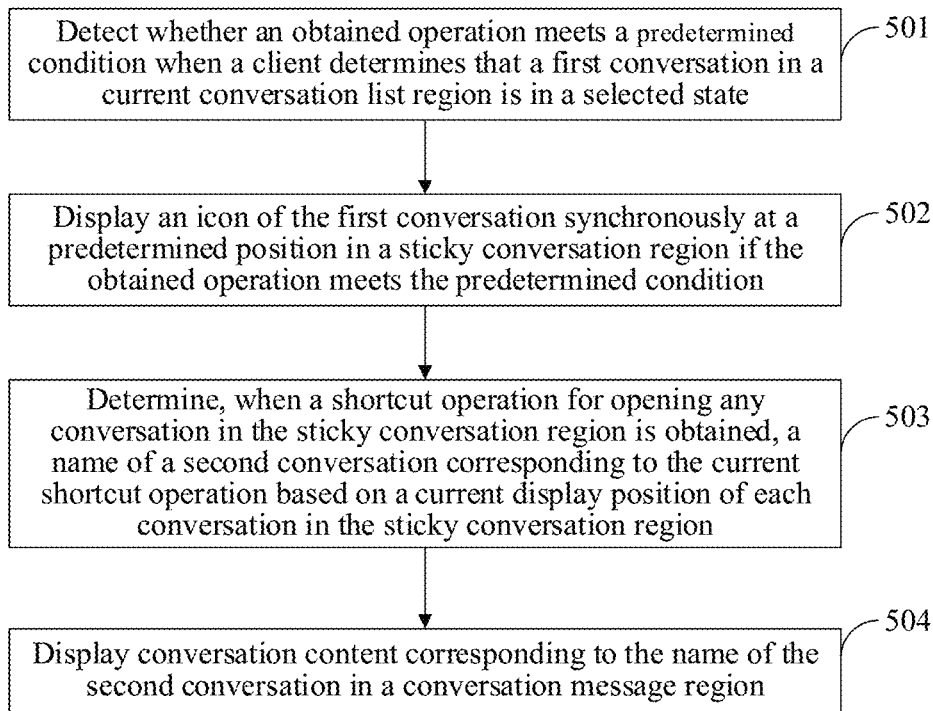 Detect whether an obtained operation meets a predetermined
condition when a client determines that a first conversation in a
current conversation list region is in a selected state
501
Display an icon of the first conversation synchronously at a
predetermined position in a sticky conversation region if the
obtained operation meets the predetermined condition
502
Determine, when a shortcut operation for opening any
conversation in the sticky conversation region is obtained, a
name of a second conversation corresponding to the current
shortcut operation based on a current display position of each
conversation in the sticky conversation region
503
Display conversation content corresponding to the name of the
second conversation in a conversation message region
504